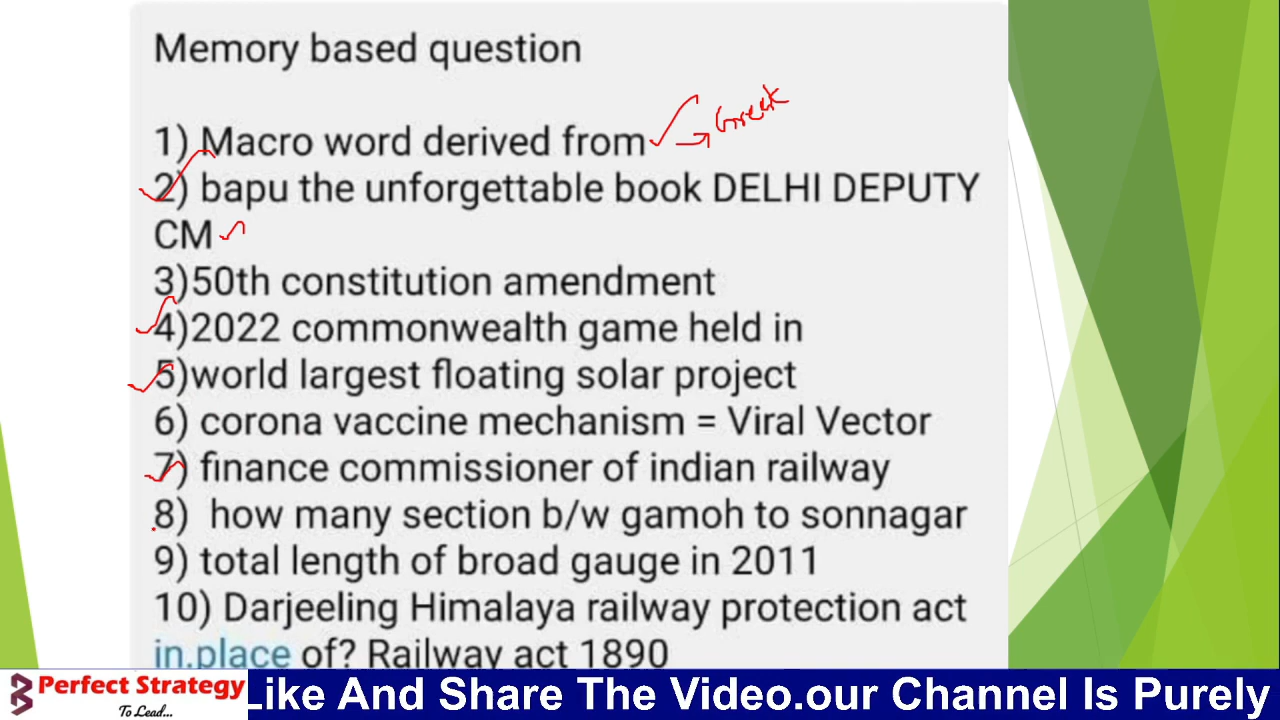 Memory based question
1) Macro word derived from → Greek
2) bapu the unforgettable book DELHI DEPUTY
CM
3)50th constitution amendment
4)2022 commonwealth game held in
5)world largest floating solar project
6) corona vaccine mechanism = Viral Vector
7) finance commissioner of indian railway
8) how many section b/w gamoh to sonnagar
9) total length of broad gauge in 2011
10) Darjeeling Himalaya railway protection act
in.place of? Railway act 1890
Perfect Strategy
To Lead...
Like And Share The Video.our Channel Is Purely